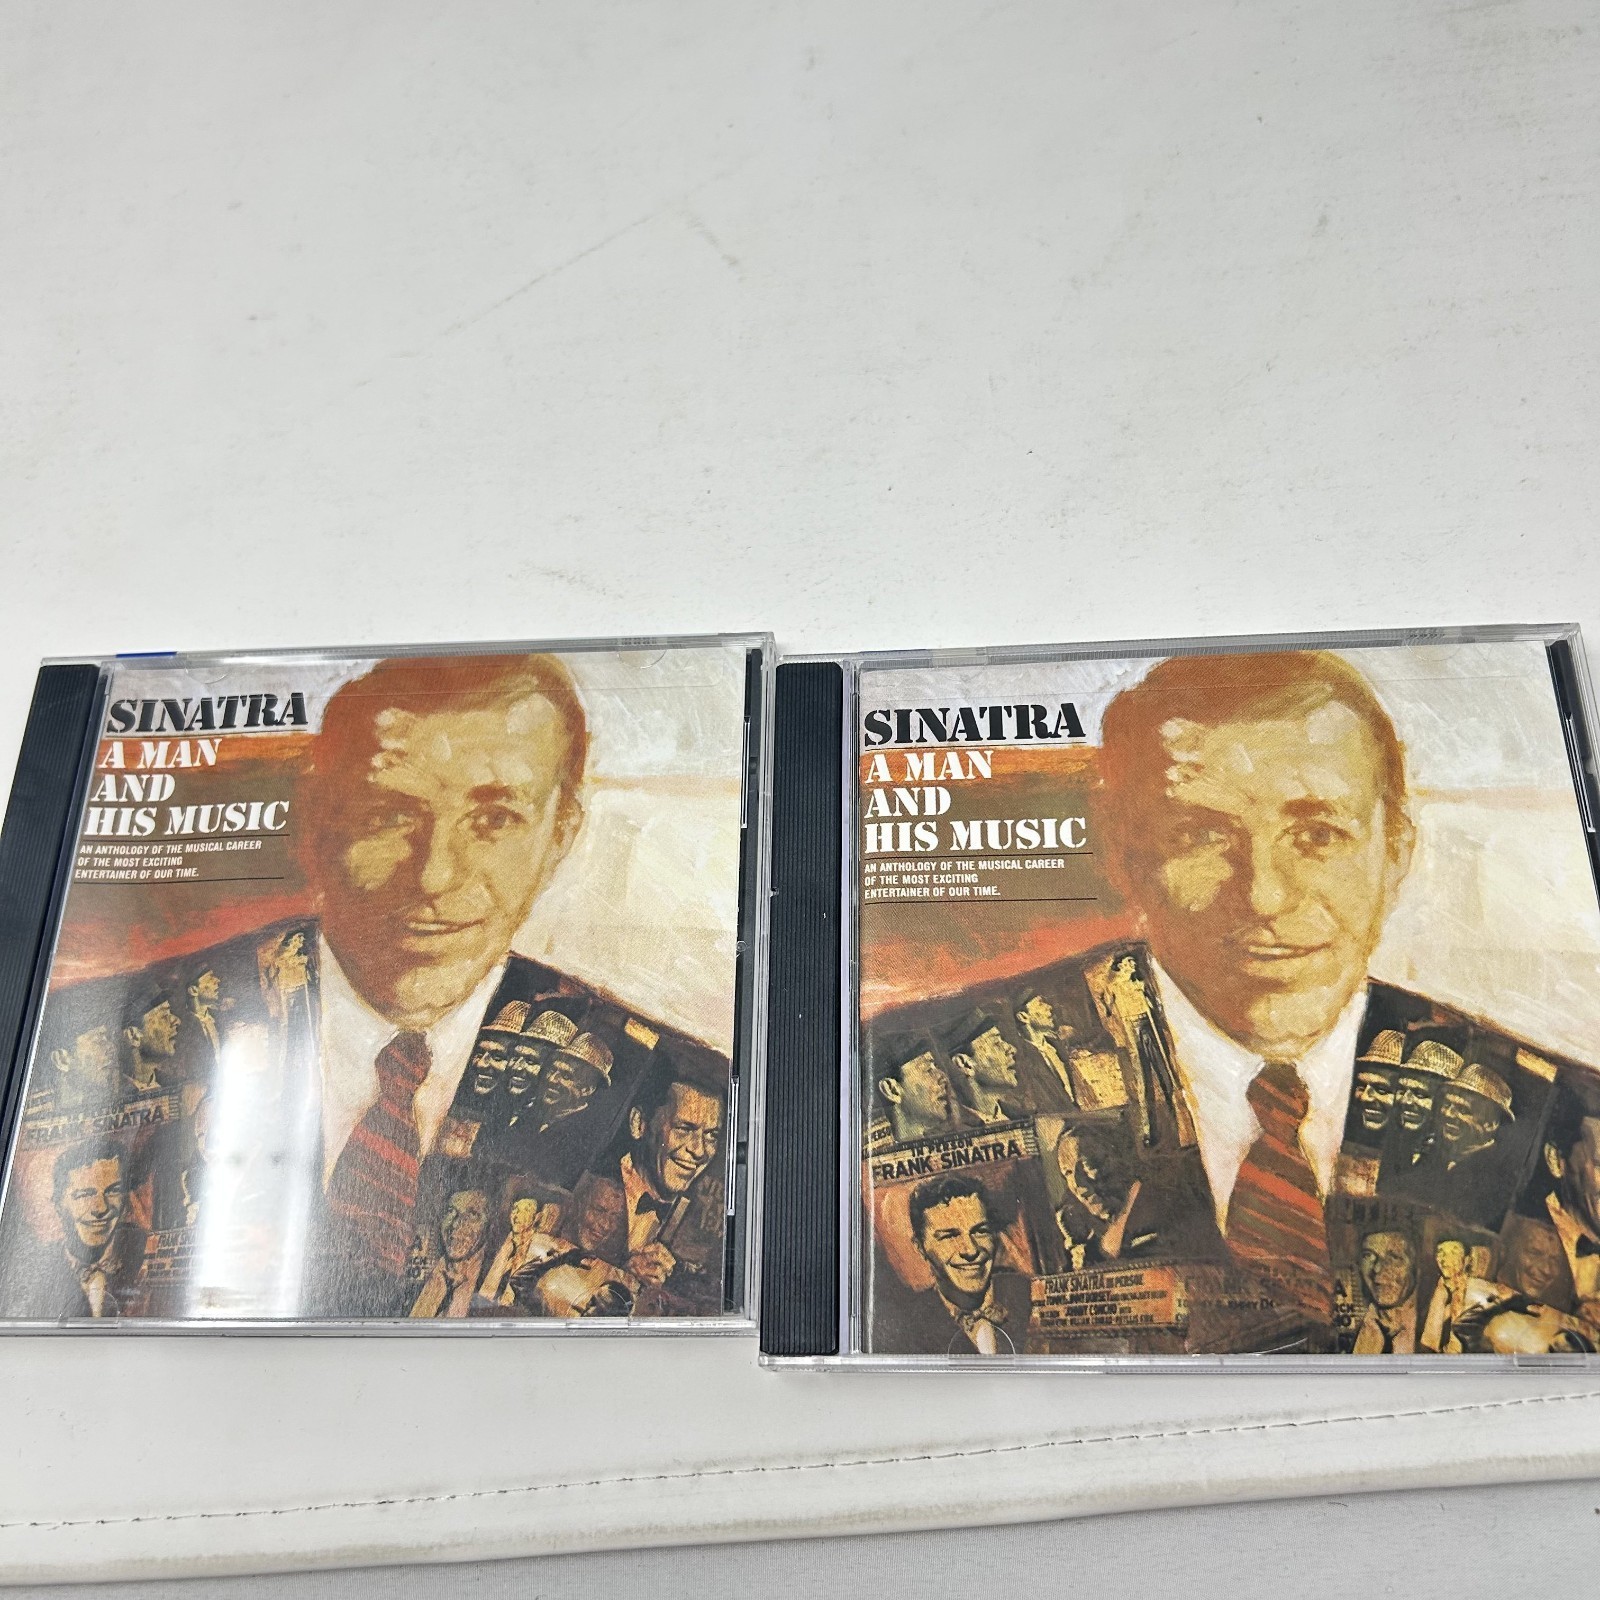 SINATRA
A MAN
AND
HIS MUSIC
AN ANTHOLOGY OF THE MUSICAL CAREER
OF THE MOST EXCITING
ENTERTAINER OF OUR TIME.
FRANK SINATRA
SINATRA
A MAN
AND
HIS MUSIC
AN ANTHOLOGY OF THE MUSICAL CAREER
OF THE MOST EXCITING
ENTERTAINER OF OUR TIME.
IN PERSON
FRANK SINATRA
FRANK SINATRA IN PERSON
FRANK SINATRA